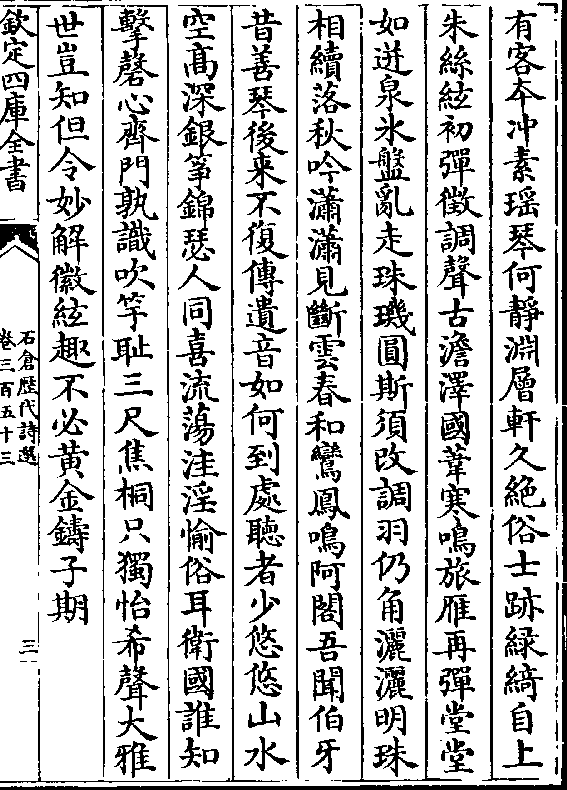 有客本冲素瑶琴何静淵層軒久絶俗士跡緑綺自上
朱絲絃初彈徴調聲古澹澤國葦寒鳴旅雁再彈堂堂
如迸泉氷盤亂走珠璣圓斯須改調羽仍角灑灑明珠
相續落秋吟瀟瀟見斷雲春和鸞鳳鳴阿閣吾聞伯牙
昔善琴後来不復傳遺音如何到處聽者少悠悠山水
空髙深銀筝錦瑟人同喜流蕩洼淫愉俗耳衛國誰知
擊磬心齊門孰識吹竽耻三尺焦桐只獨怡希聲大雅
世豈知但令妙解徽絃趣不必黄金鑄子期
欽定四庫全書
石倉歴代詩選
卷三百五十三
三